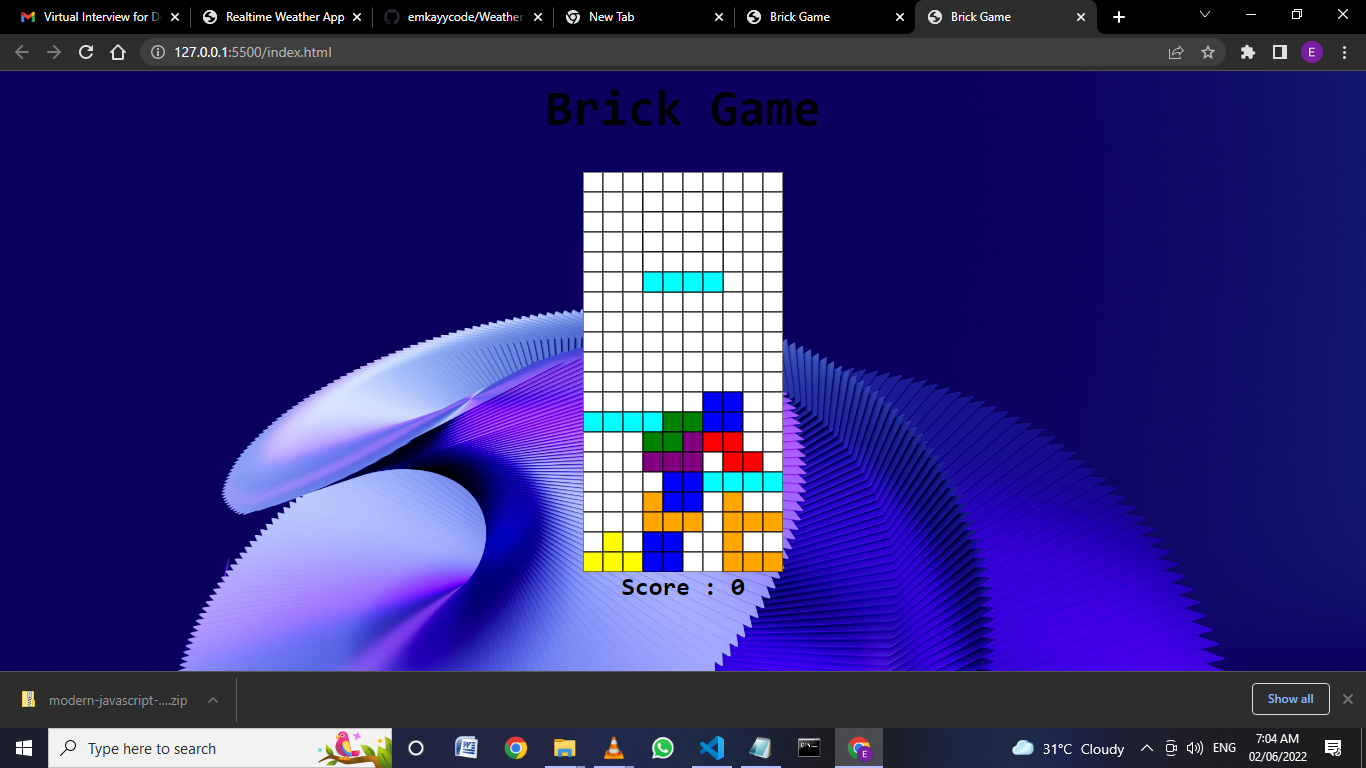 Virtual Interview for D
Realtime Weather App
emkayycode/Weather
New Tab
Brick Game
Brick Game
127.0.0.1:5500/index.html
E
Brick Game
Score : 0
modern-javascript-....zip
Show all
Type here to search
E
31°C Cloudy
ENG
7:04 AM
02/06/2022